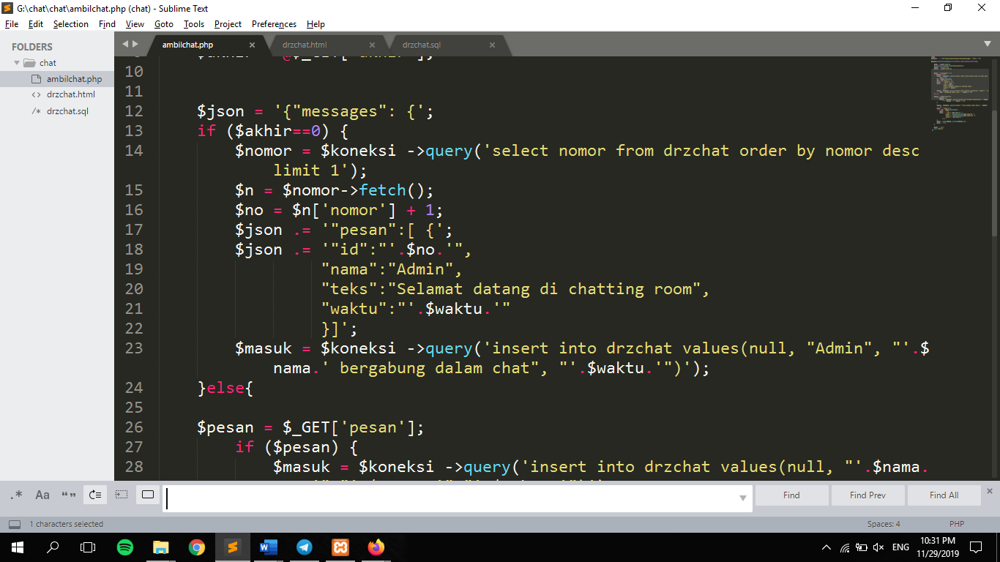 G:\chat\chat\ambilchat.php (chat) - Sublime Text
File Edit Selection Find View Goto Tools Project Preferences Help
FOLDERS
chat
ambilchat.php
drzchat.html
drzchat.sql
ambilchat.php × drzchat.html × drzchat.sql ×
10
11
12 $json = '{"messages": {';
13 if ($akhir==0) {
14 $nomor = $koneksi ->query('select nomor from drzchat order by nomor desc
limit 1');
15 $n = $nomor->fetch();
16 $no = $n['nomor'] + 1;
17 $json .= '"pesan":[ {';
18 $json .= '"id":"'.$no.'",
19 "nama":"Admin",
20 "teks":"Selamat datang di chatting room",
21 "waktu":"'.$waktu.'"
22 }]';
23 $masuk = $koneksi ->query('insert into drzchat values(null, "Admin", "'.$
nama.' bergabung dalam chat", "'.$waktu.'")');
24 }else{
25
26 $pesan = $_GET['pesan'];
27 if ($pesan) {
28 $masuk = $koneksi ->query('insert into drzchat values(null, "'.$nama.
.* Aa “” Find Find Prev Find All ×
1 characters selected Spaces: 4 PHP
ENG 10:31 PM
11/29/2019